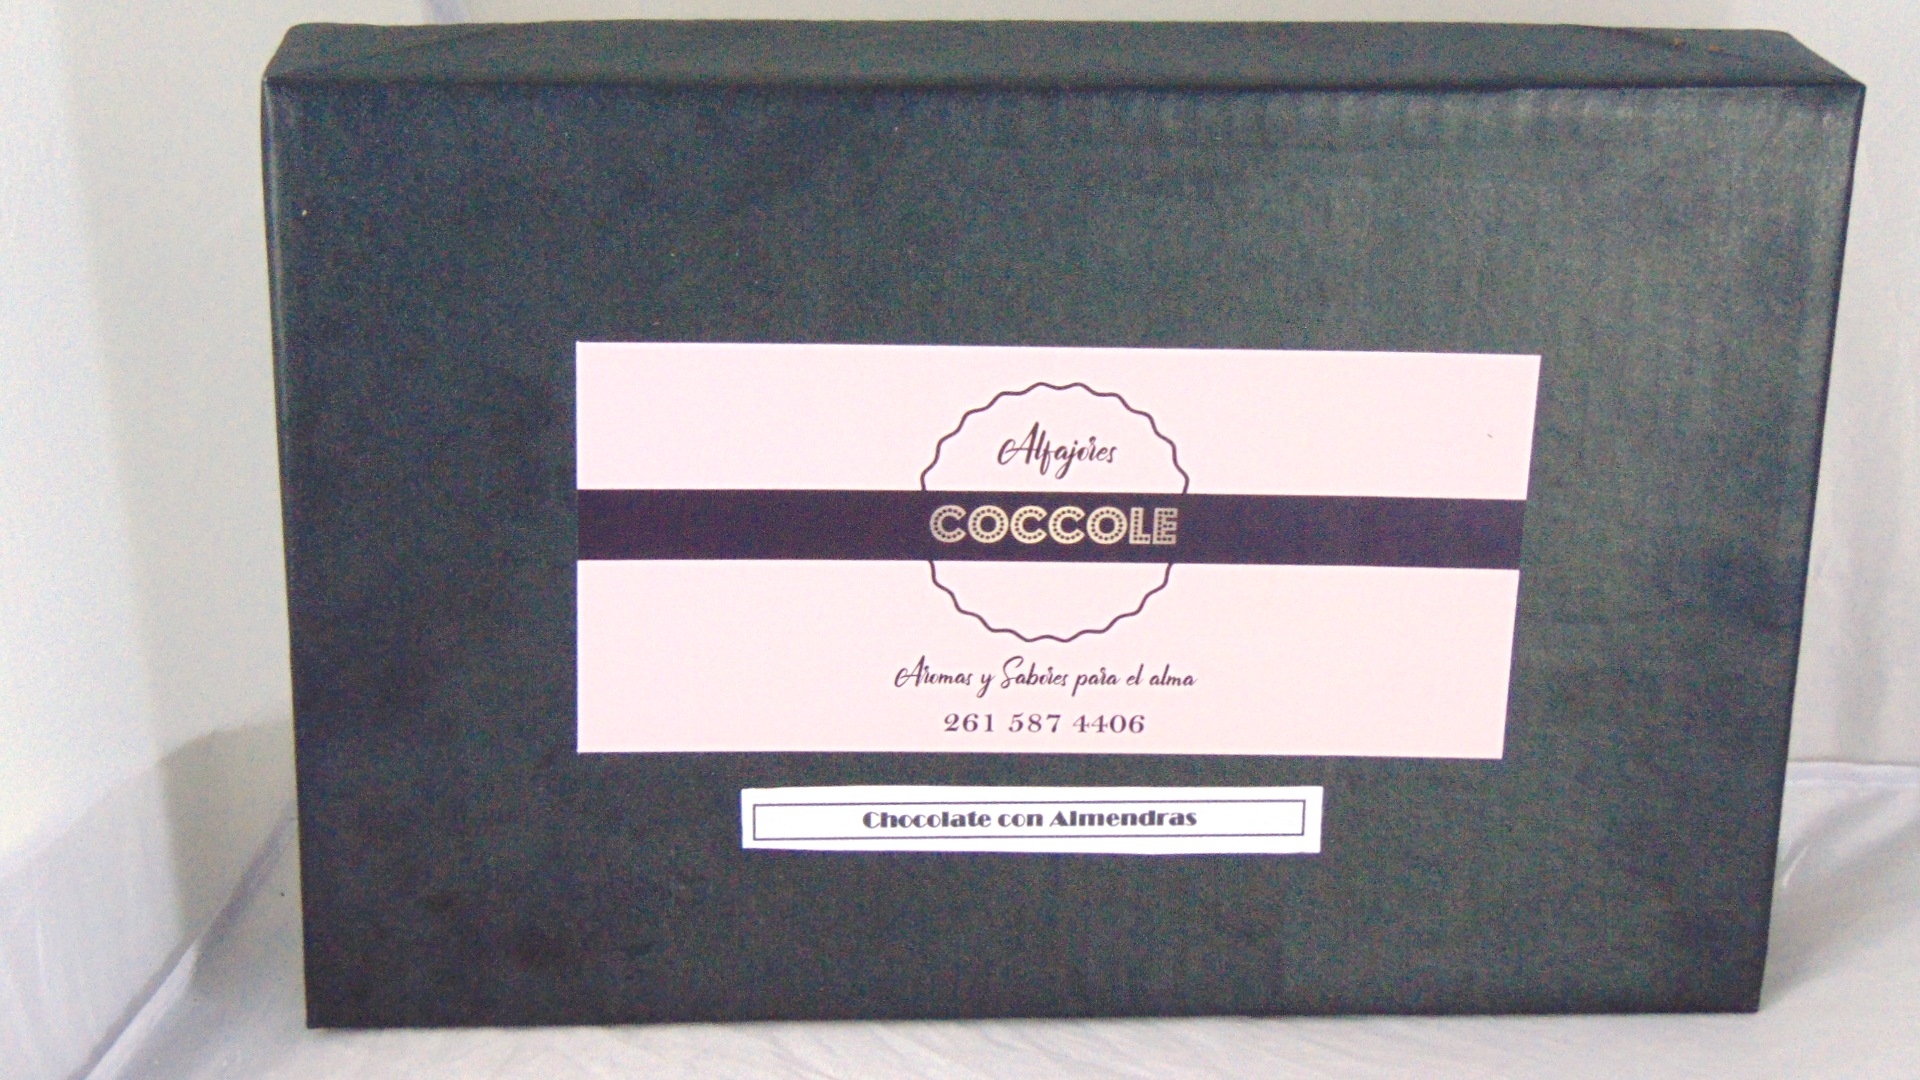 Alfajores
COCCOLE
Aromas y Sabores para el alma
261 587 4406
Chocolate con Almendras